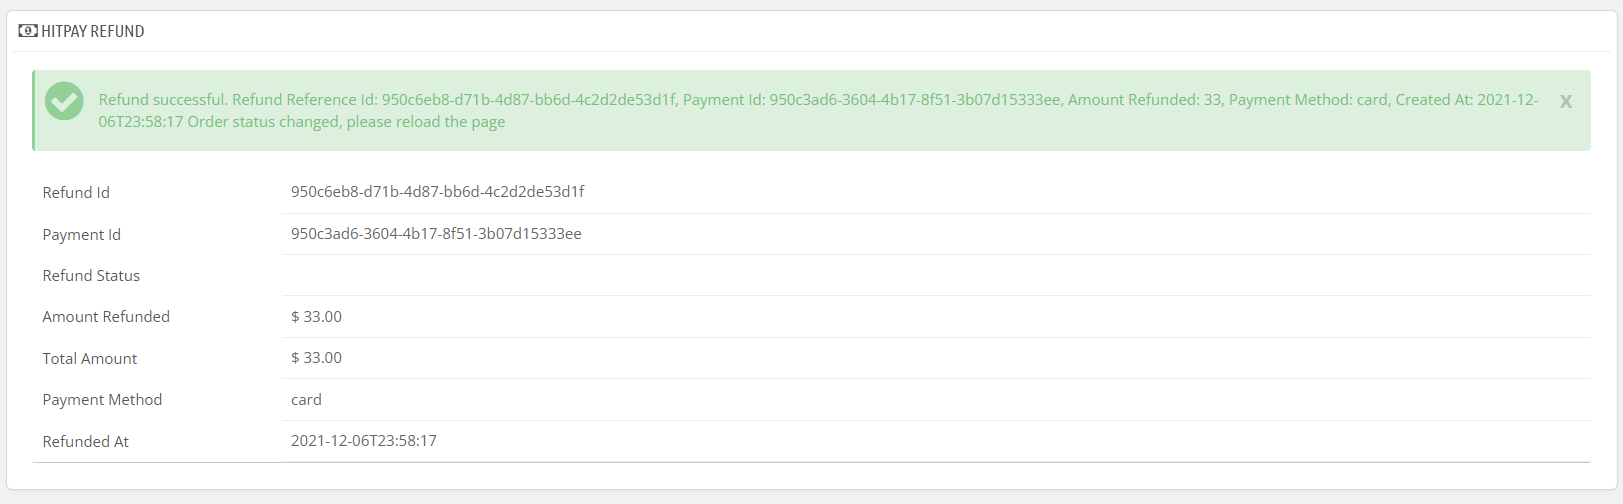 HITPAY REFUND
Refund successful. Refund Reference Id: 950c6eb8-d71b-4d87-bb6d-4c2d2de53d1f, Payment Id: 950c3ad6-3604-4b17-8f51-3b07d15333ee, Amount Refunded: 33, Payment Method: card, Created At: 2021-12-
06T23:58:17 Order status changed, please reload the page
X
Refund Id 950c6eb8-d71b-4d87-bb6d-4c2d2de53d1f
Payment Id 950c3ad6-3604-4b17-8f51-3b07d15333ee
Refund Status
Amount Refunded $ 33.00
Total Amount $ 33.00
Payment Method card
Refunded At 2021-12-06T23:58:17